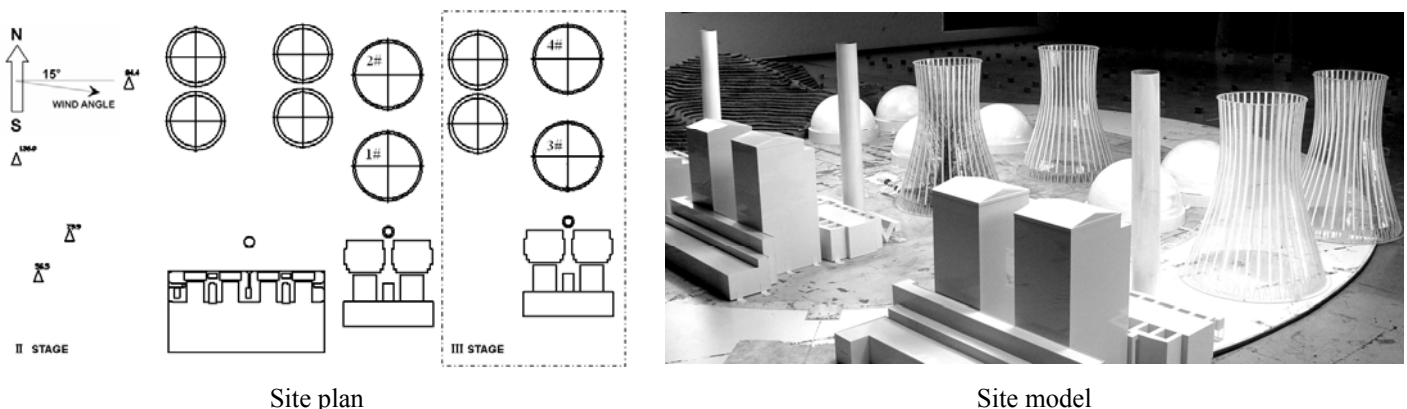 N
15°
WIND ANGLE
S
84.4
2#
4#
1#
3#
II STAGE
III STAGE
Site plan
Site model